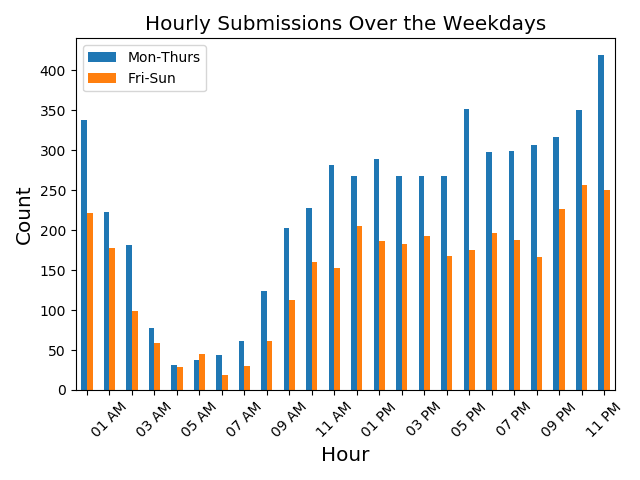 Hourly Submissions Over the Weekdays
Mon-Thurs
Fri-Sun
400
350
300
250
200
150
100
50
0
Count
01 AM
03 AM
05 AM
07 AM
09 AM
11 AM
01 PM
03 PM
05 PM
07 PM
09 PM
11 PM
Hour